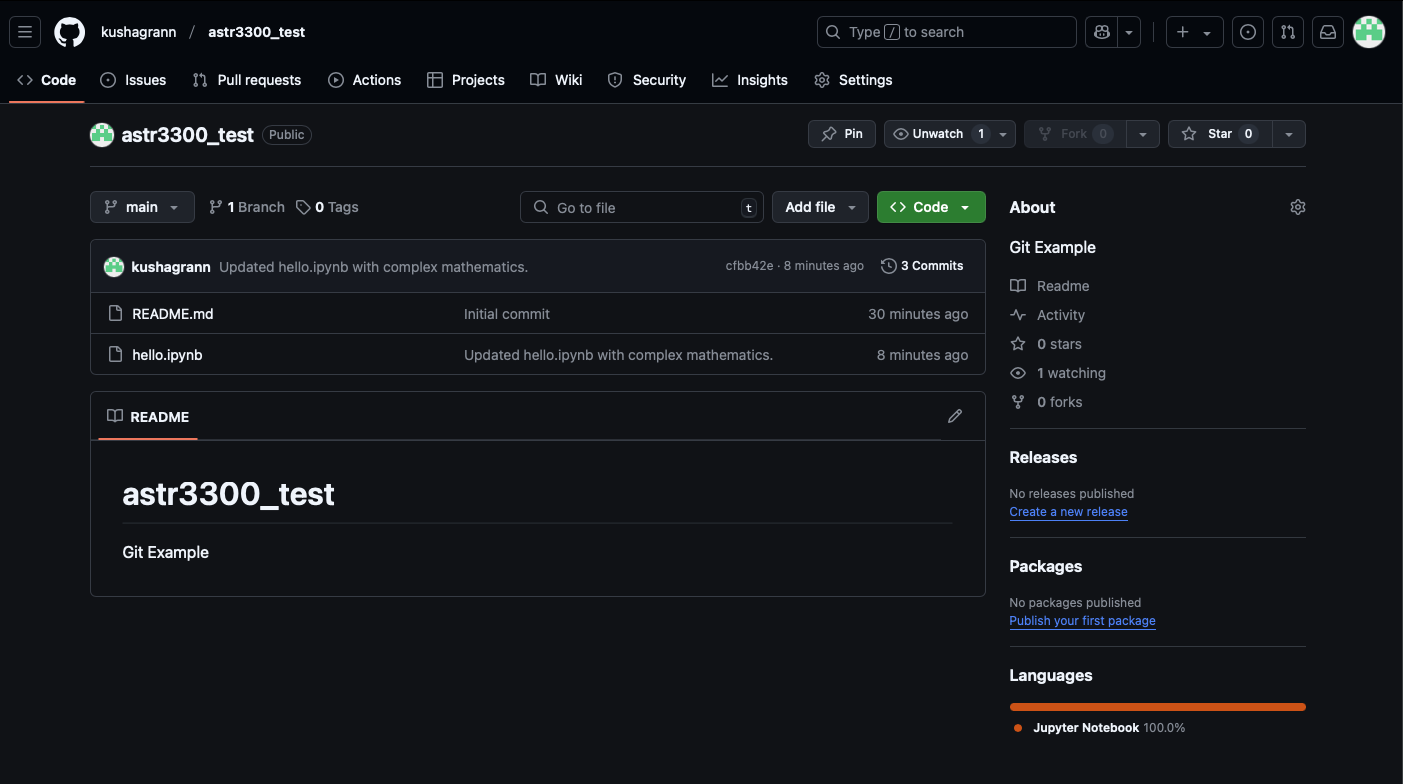 kushagrann / astr3300_test
Type / to search
Code Issues Pull requests Actions Projects Wiki Security Insights Settings
astr3300_test Public
Pin Unwatch 1 Fork 0 Star 0
main 1 Branch 0 Tags
Go to file t Add file Code
kushagrann Updated hello.ipynb with complex mathematics. cfbb42e · 8 minutes ago 3 Commits
README.md Initial commit 30 minutes ago
hello.ipynb Updated hello.ipynb with complex mathematics. 8 minutes ago
README
astr3300_test
Git Example
About
Git Example
Readme
Activity
0 stars
1 watching
0 forks
Releases
No releases published
Create a new release
Packages
No packages published
Publish your first package
Languages
Jupyter Notebook 100.0%